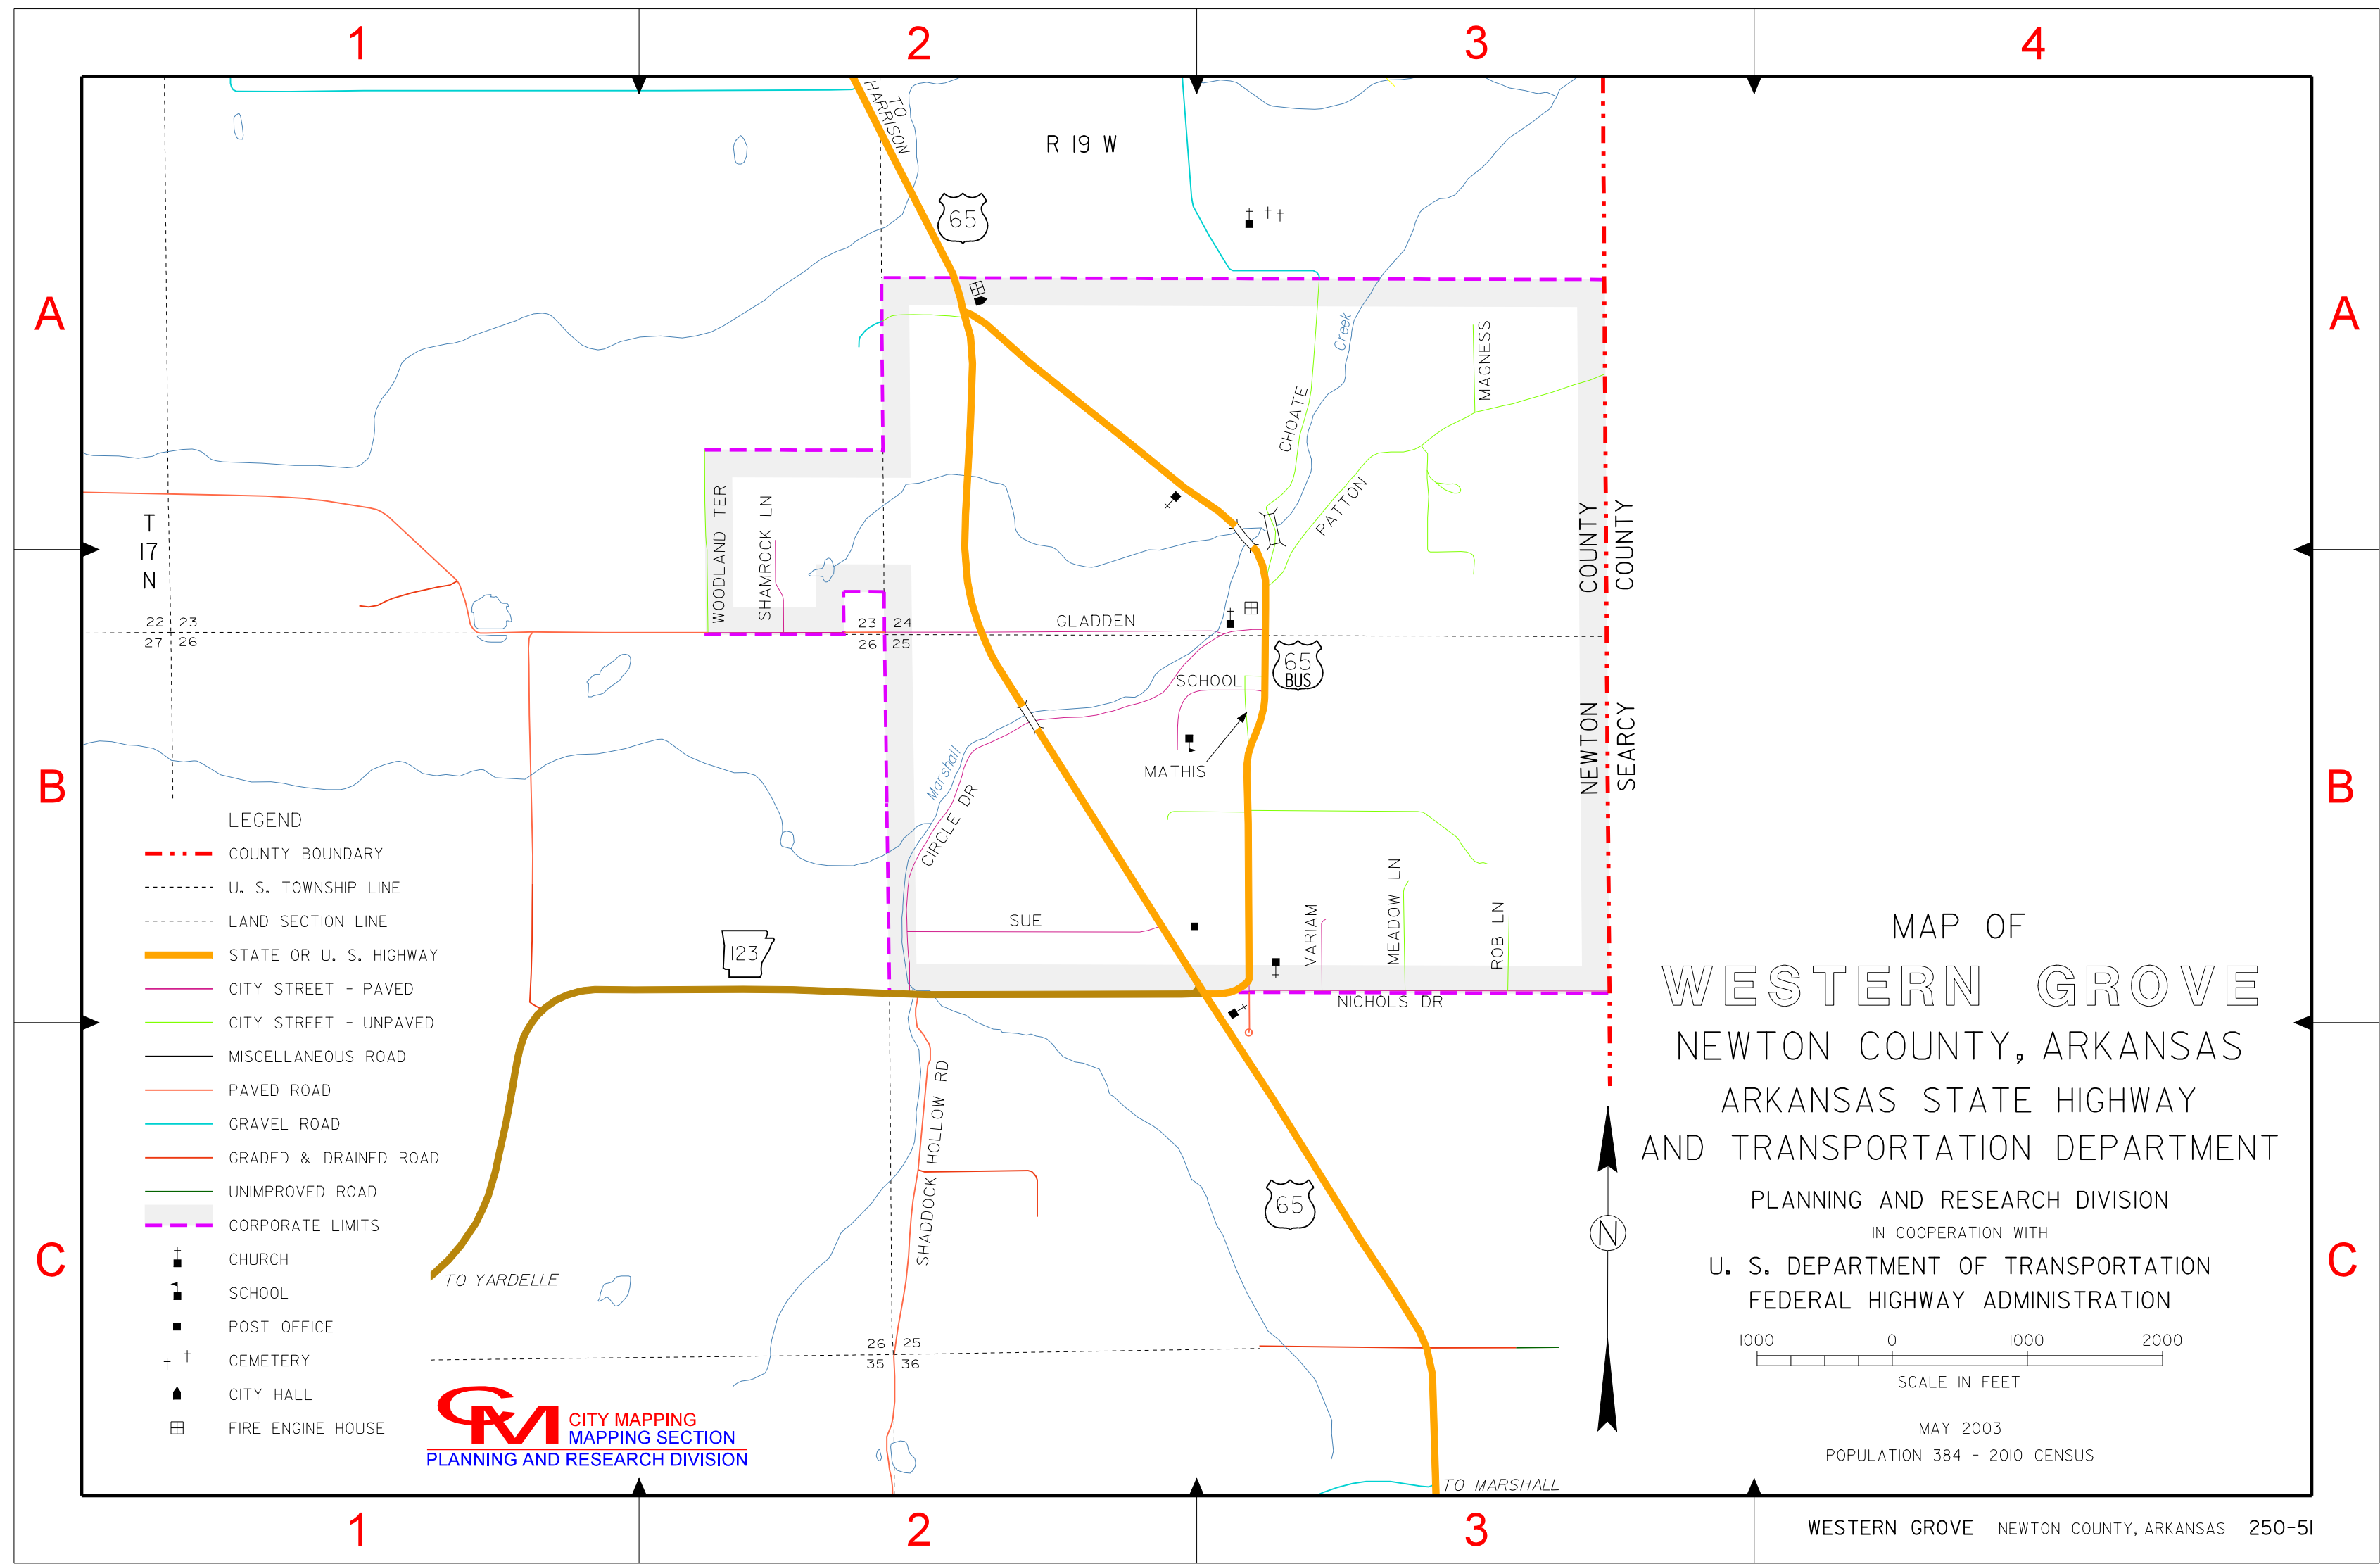 1 2 3 4
A A
B B
C C
1 2 3
TO
HARRISON
R 19 W
65
Creek
MAGNESS
CHOATE
PATTON
T
17
N
WOODLAND TER
SHAMROCK LN
COUNTY
COUNTY
22 23
27 26
23 24
26 25
GLADDEN
65
BUS
SCHOOL
MATHIS
NEWTON
SEARCY
Marshall
CIRCLE DR
SUE
123
VARIAM
MEADOW LN
ROB LN
NICHOLS DR
SHADDOCK HOLLOW RD
65
TO YARDELLE
26 25
35 36
TO MARSHALL
LEGEND
COUNTY BOUNDARY
U. S. TOWNSHIP LINE
LAND SECTION LINE
STATE OR U. S. HIGHWAY
CITY STREET - PAVED
CITY STREET - UNPAVED
MISCELLANEOUS ROAD
PAVED ROAD
GRAVEL ROAD
GRADED & DRAINED ROAD
UNIMPROVED ROAD
CORPORATE LIMITS
CHURCH
SCHOOL
POST OFFICE
CEMETERY
CITY HALL
FIRE ENGINE HOUSE
CM
CITY MAPPING
MAPPING SECTION
PLANNING AND RESEARCH DIVISION
MAP OF
WESTERN GROVE
NEWTON COUNTY, ARKANSAS
ARKANSAS STATE HIGHWAY
AND TRANSPORTATION DEPARTMENT
PLANNING AND RESEARCH DIVISION
IN COOPERATION WITH
U. S. DEPARTMENT OF TRANSPORTATION
FEDERAL HIGHWAY ADMINISTRATION
N
1000 0 1000 2000
SCALE IN FEET
MAY 2003
POPULATION 384 - 2010 CENSUS
WESTERN GROVE NEWTON COUNTY, ARKANSAS 250-51